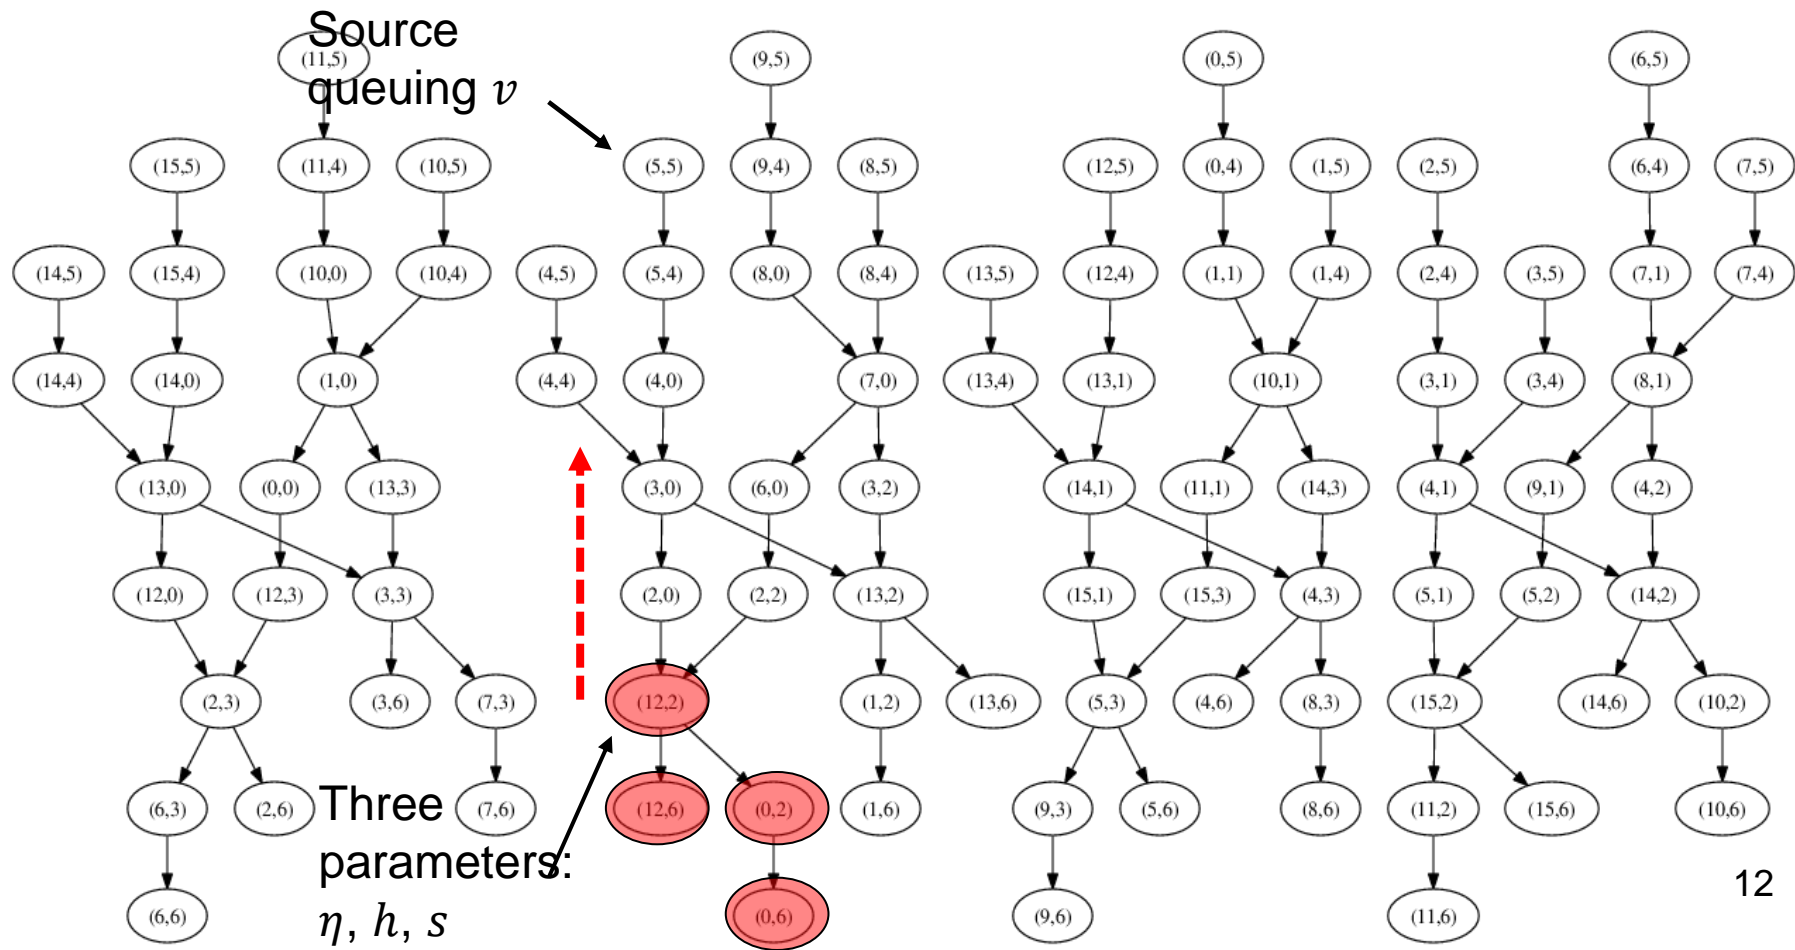 Source
queuing v
(11,5) (9,5) (0,5) (6,5)
(15,5) (11,4) (10,5) (5,5) (9,4) (8,5) (12,5) (0,4) (1,5) (2,5) (6,4) (7,5)
(14,5) (15,4) (10,0) (10,4) (4,5) (5,4) (8,0) (8,4) (13,5) (12,4) (1,1) (1,4) (2,4) (3,5) (7,1) (7,4)
(14,4) (14,0) (1,0) (4,4) (4,0) (7,0) (13,4) (13,1) (10,1) (3,1) (3,4) (8,1)
(13,0) (0,0) (13,3) (3,0) (6,0) (3,2) (14,1) (11,1) (14,3) (4,1) (9,1) (4,2)
(12,0) (12,3) (3,3) (2,0) (2,2) (13,2) (15,1) (15,3) (4,3) (5,1) (5,2) (14,2)
(2,3) (3,6) (7,3) (12,2) (1,2) (13,6) (5,3) (4,6) (8,3) (15,2) (14,6) (10,2)
(6,3) (2,6) (7,6) (12,6) (0,2) (1,6) (9,3) (5,6) (8,6) (11,2) (15,6) (10,6)
Three
parameters:
η, h, s
(6,6) (0,6) (9,6) (11,6)
12